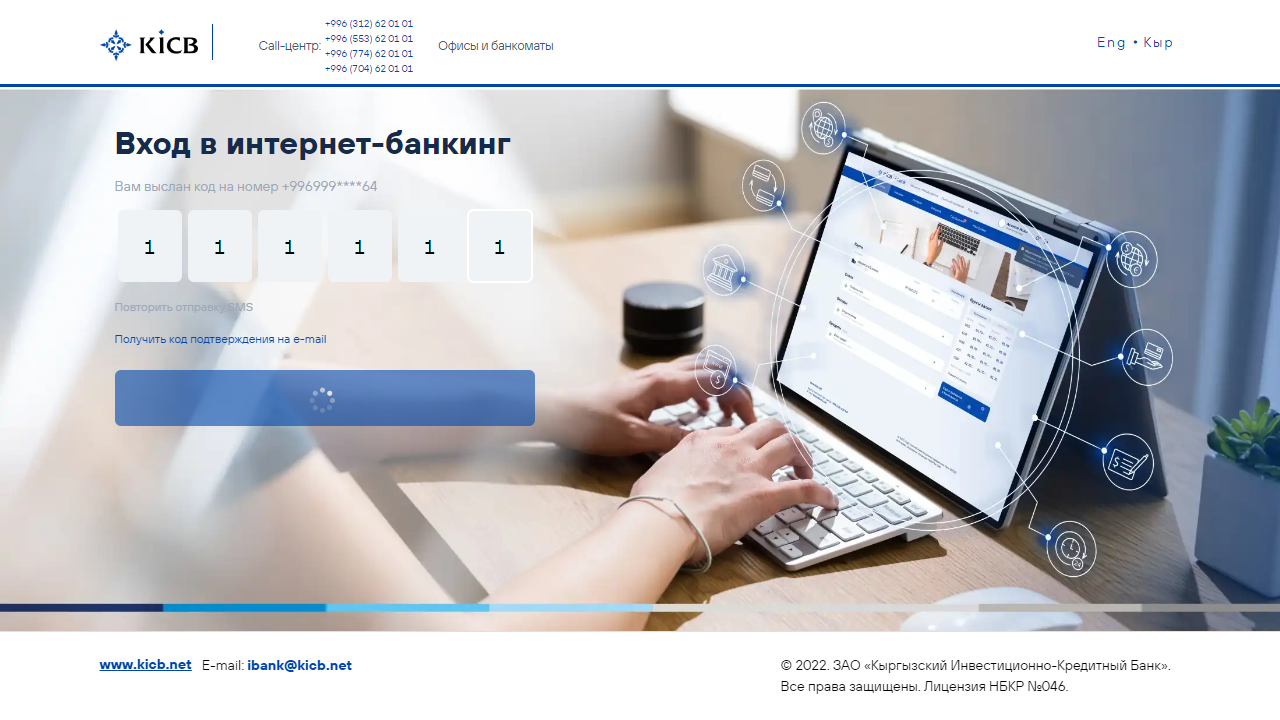 KICB
Call-центр:
+996 (312) 62 01 01
+996 (553) 62 01 01
+996 (774) 62 01 01
+996 (704) 62 01 01
Офисы и банкоматы
Eng • Кыр
Вход в интернет-банкинг
Вам выслан код на номер +996999****64
1 1 1 1 1 1
Повторить отправку SMS
Получить код подтверждения на e-mail
www.kicb.net E-mail: ibank@kicb.net
© 2022. ЗАО «Кыргызский Инвестиционно-Кредитный Банк».
Все права защищены. Лицензия НБКР №046.